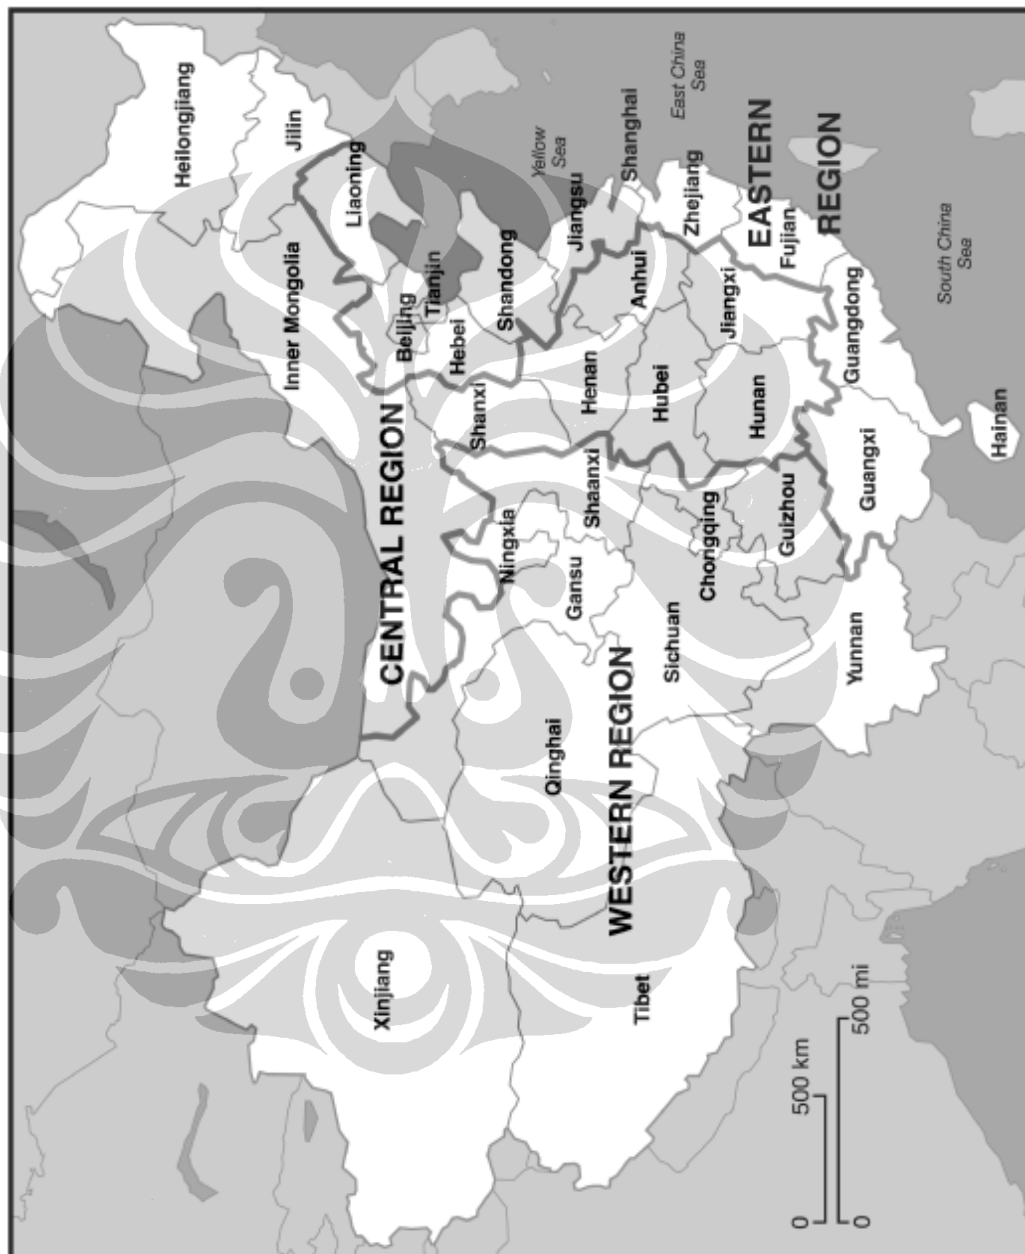 Heilongjiang
Jilin
Liaoning
Inner Mongolia
Beijing
Tianjin
Hebei
Shandong
Shanxi
CENTRAL REGION
Yellow
Sea
Jiangsu
Shanghai
East China
Sea
Zhejiang
EASTERN
REGION
Fujian
Anhui
Jiangxi
Henan
Hubei
Hunan
Guangdong
South China
Sea
Hainan
Guangxi
Shaanxi
Ningxia
Gansu
Chongqing
Guizhou
Sichuan
Yunnan
Qinghai
WESTERN REGION
Xinjiang
Tibet
0
500 km
0
500 mi